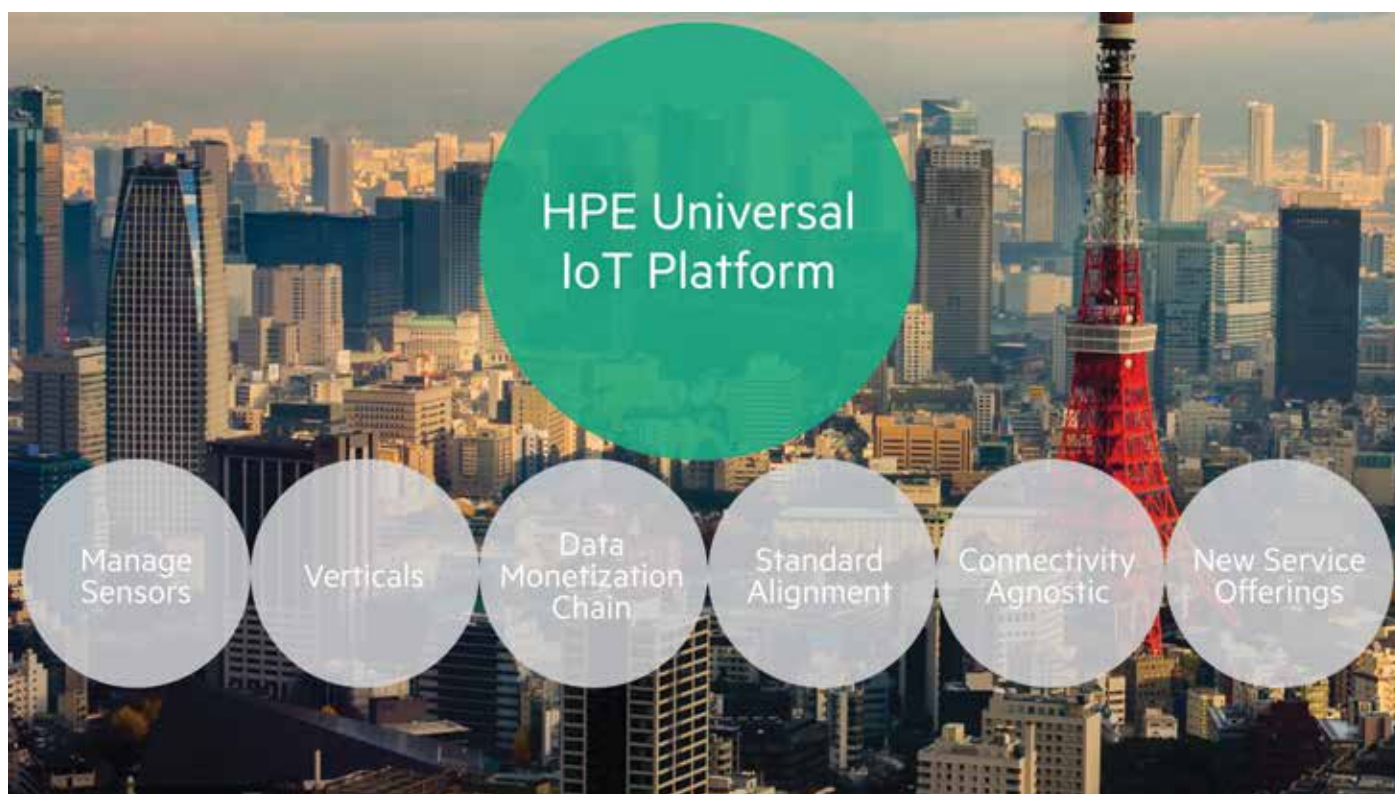 HPE Universal
IoT Platform
Manage
Sensors
Verticals
Data
Monetization
Chain
Standard
Alignment
Connectivity
Agnostic
New Service
Offerings